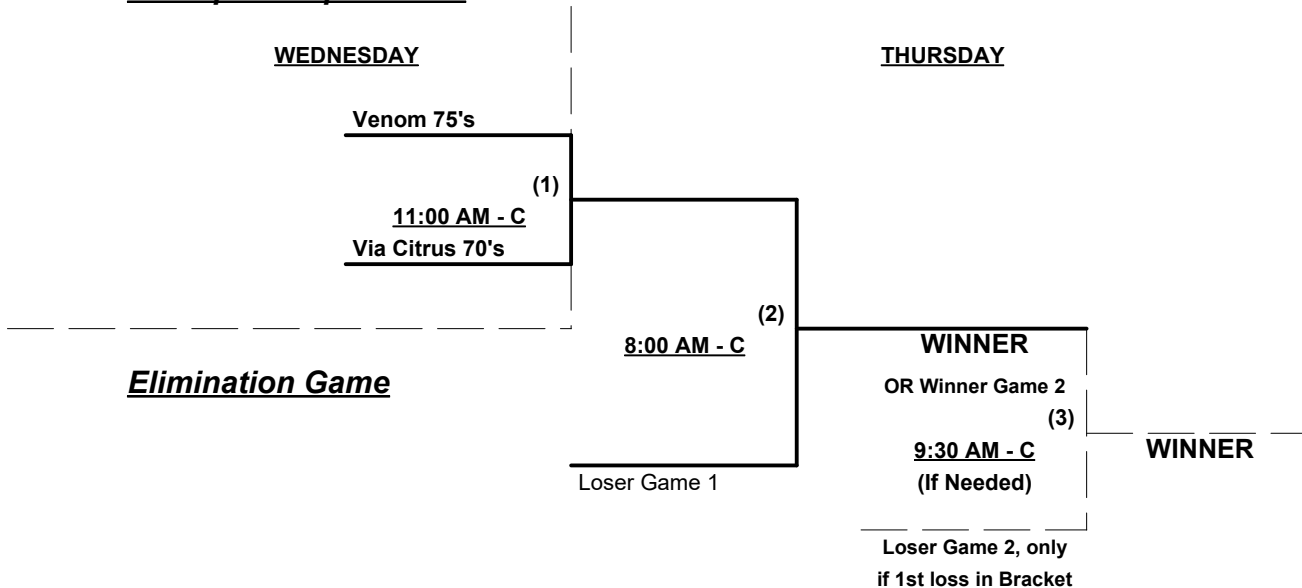 WEDNESDAY
THURSDAY
Venom 75's
(1)
11:00 AM - C
Via Citrus 70's
(2)
8:00 AM - C
WINNER
Elimination Game
OR Winner Game 2
(3)
9:30 AM - C
WINNER
(If Needed)
Loser Game 1
Loser Game 2, only
if 1st loss in Bracket